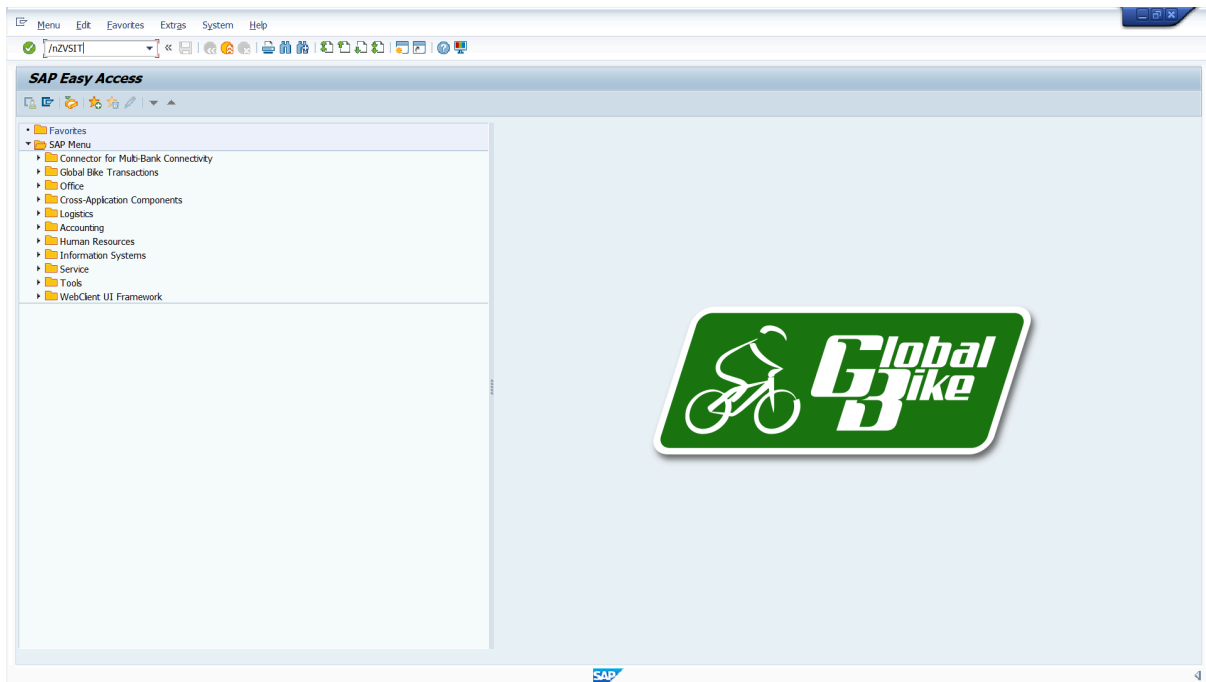 Menu Edit Favorites Extras System Help
/nZVSIT
SAP Easy Access
Favorites
SAP Menu
Connector for Multi-Bank Connectivity
Global Bike Transactions
Office
Cross-Application Components
Logistics
Accounting
Human Resources
Information Systems
Service
Tools
WebClient UI Framework
Global
Bike
SAP